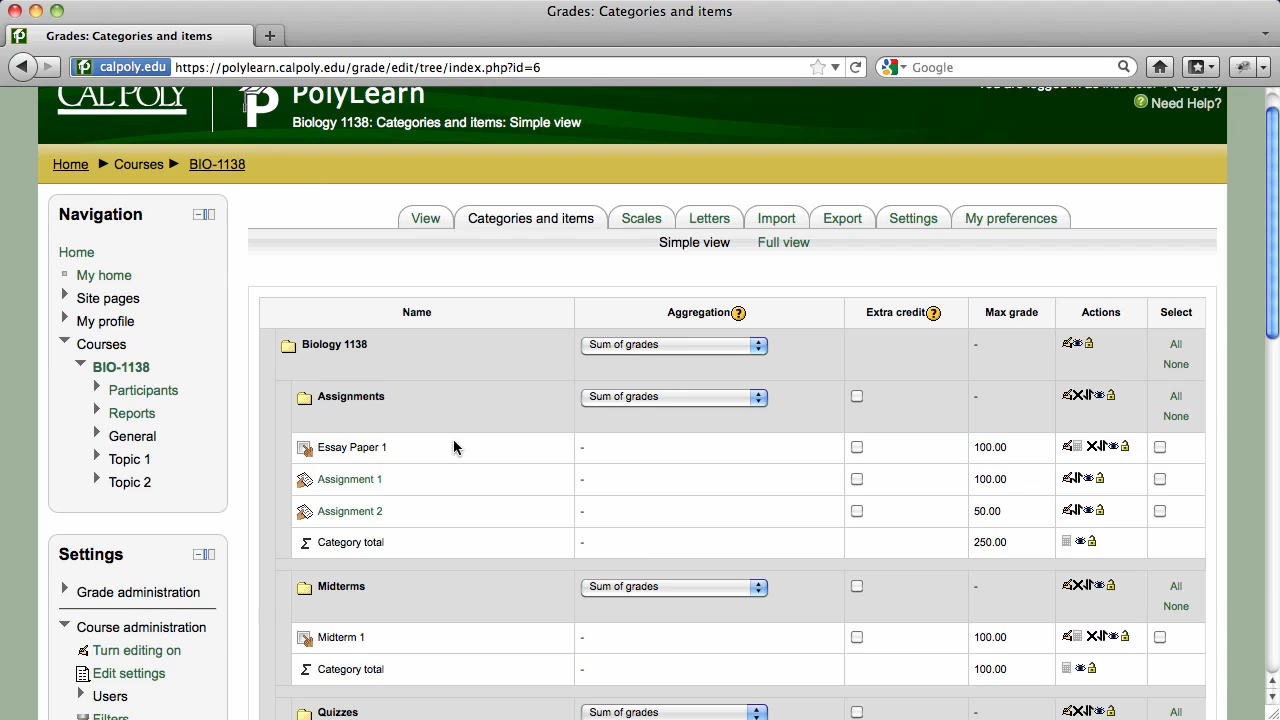 Grades: Categories and items
Grades: Categories and items
calpoly.edu https://polylearn.calpoly.edu/grade/edit/tree/index.php?id=6 Google
CAL POLY PolyLearn
Need Help?
Biology 1138: Categories and items: Simple view
Home ► Courses ► BIO-1138
Navigation
Home
My home
Site pages
My profile
Courses
BIO-1138
Participants
Reports
General
Topic 1
Topic 2
Settings
Grade administration
Course administration
Turn editing on
Edit settings
Users
Filters
View Categories and items Scales Letters Import Export Settings My preferences
Simple view Full view
Name Aggregation Extra credit Max grade Actions Select
Biology 1138 Sum of grades - All
None
Assignments Sum of grades - All
None
Essay Paper 1 - 100.00
Assignment 1 - 100.00
Assignment 2 - 50.00
Σ Category total - 250.00
Midterms Sum of grades - All
None
Midterm 1 - 100.00
Σ Category total - 100.00
Quizzes Sum of grades - All